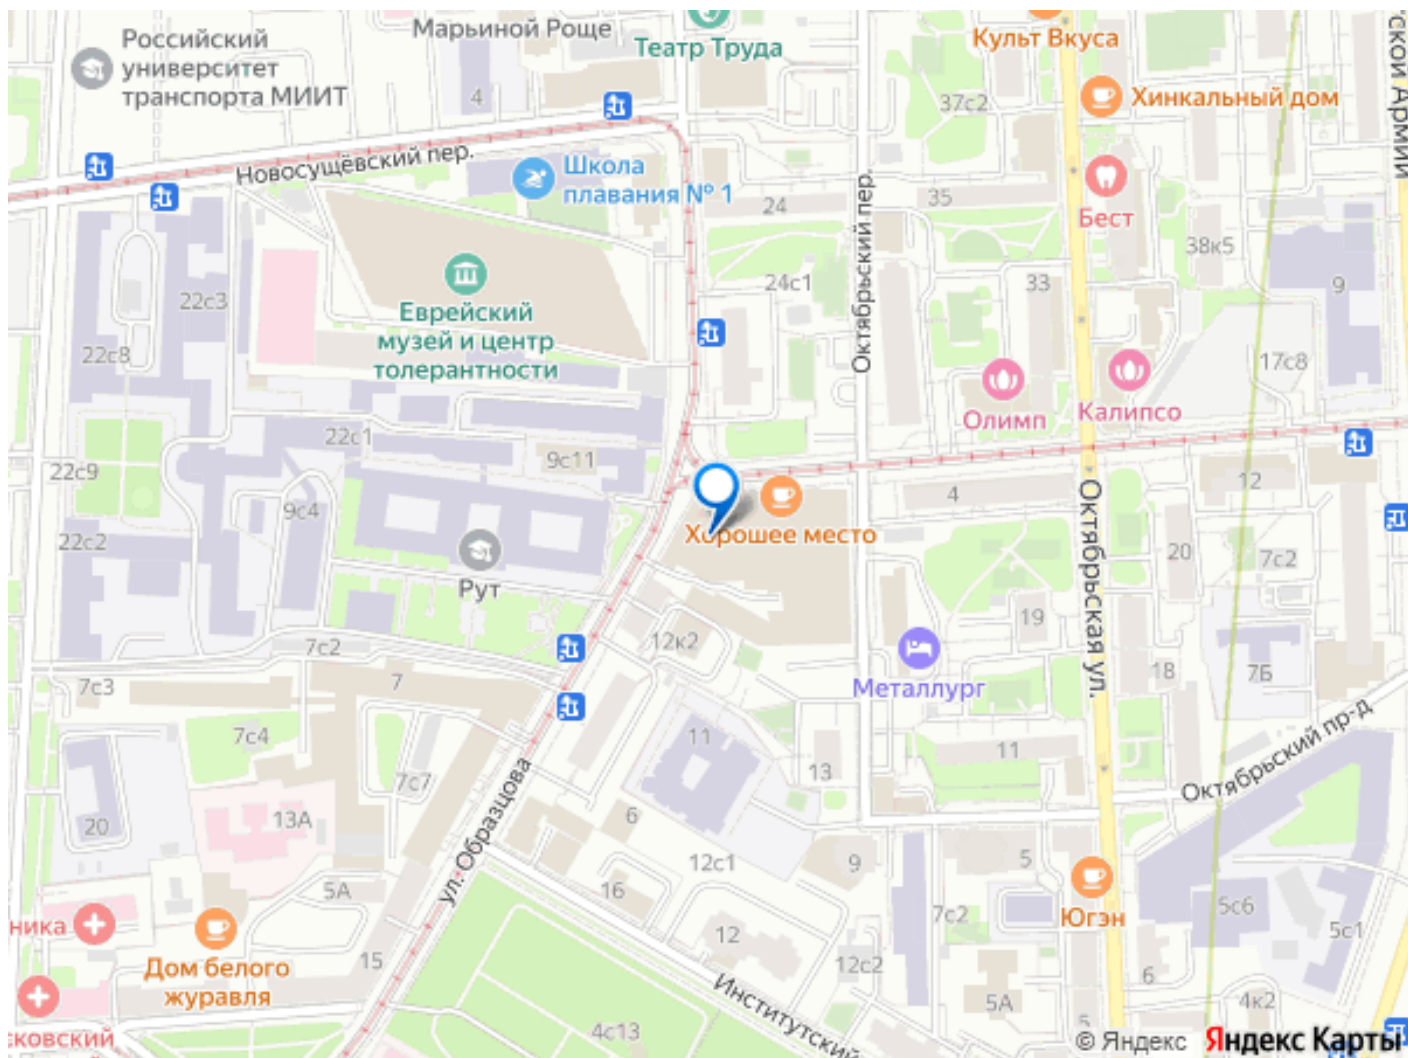 Марьиной Роще
Театр Труда
Культ Вкуса
Российский
университет
транспорта МИИТ
4
37с2
Хинкальный дом
ской Армии
Новосущёвский пер.
Школа
плавания № 1
24
35
Бест
Октябрьский пер.
38к5
22с3
24с1
33
9
Еврейский
музей и центр
толерантности
22с8
17с8
Олимп
Калипсо
22с1
9с11
22с9
12
4
9с4
Хорошее место
22с2
Октябрьская ул.
20
7с2
Рут
19
12к2
7с2
7
7с3
Металлург
18
7Б
7с4
11
11
Октябрьский пр-д
7с7
13
ул. Образцова
20
13А
6
12с1
9
5
5А
16
7с2
Югэн
5с6
ника
5с1
12
Дом белого
журавля
15
12с2
6
Институтский
5А
4к2
сковский
4с13
5
© Яндекс
Яндекс Карты